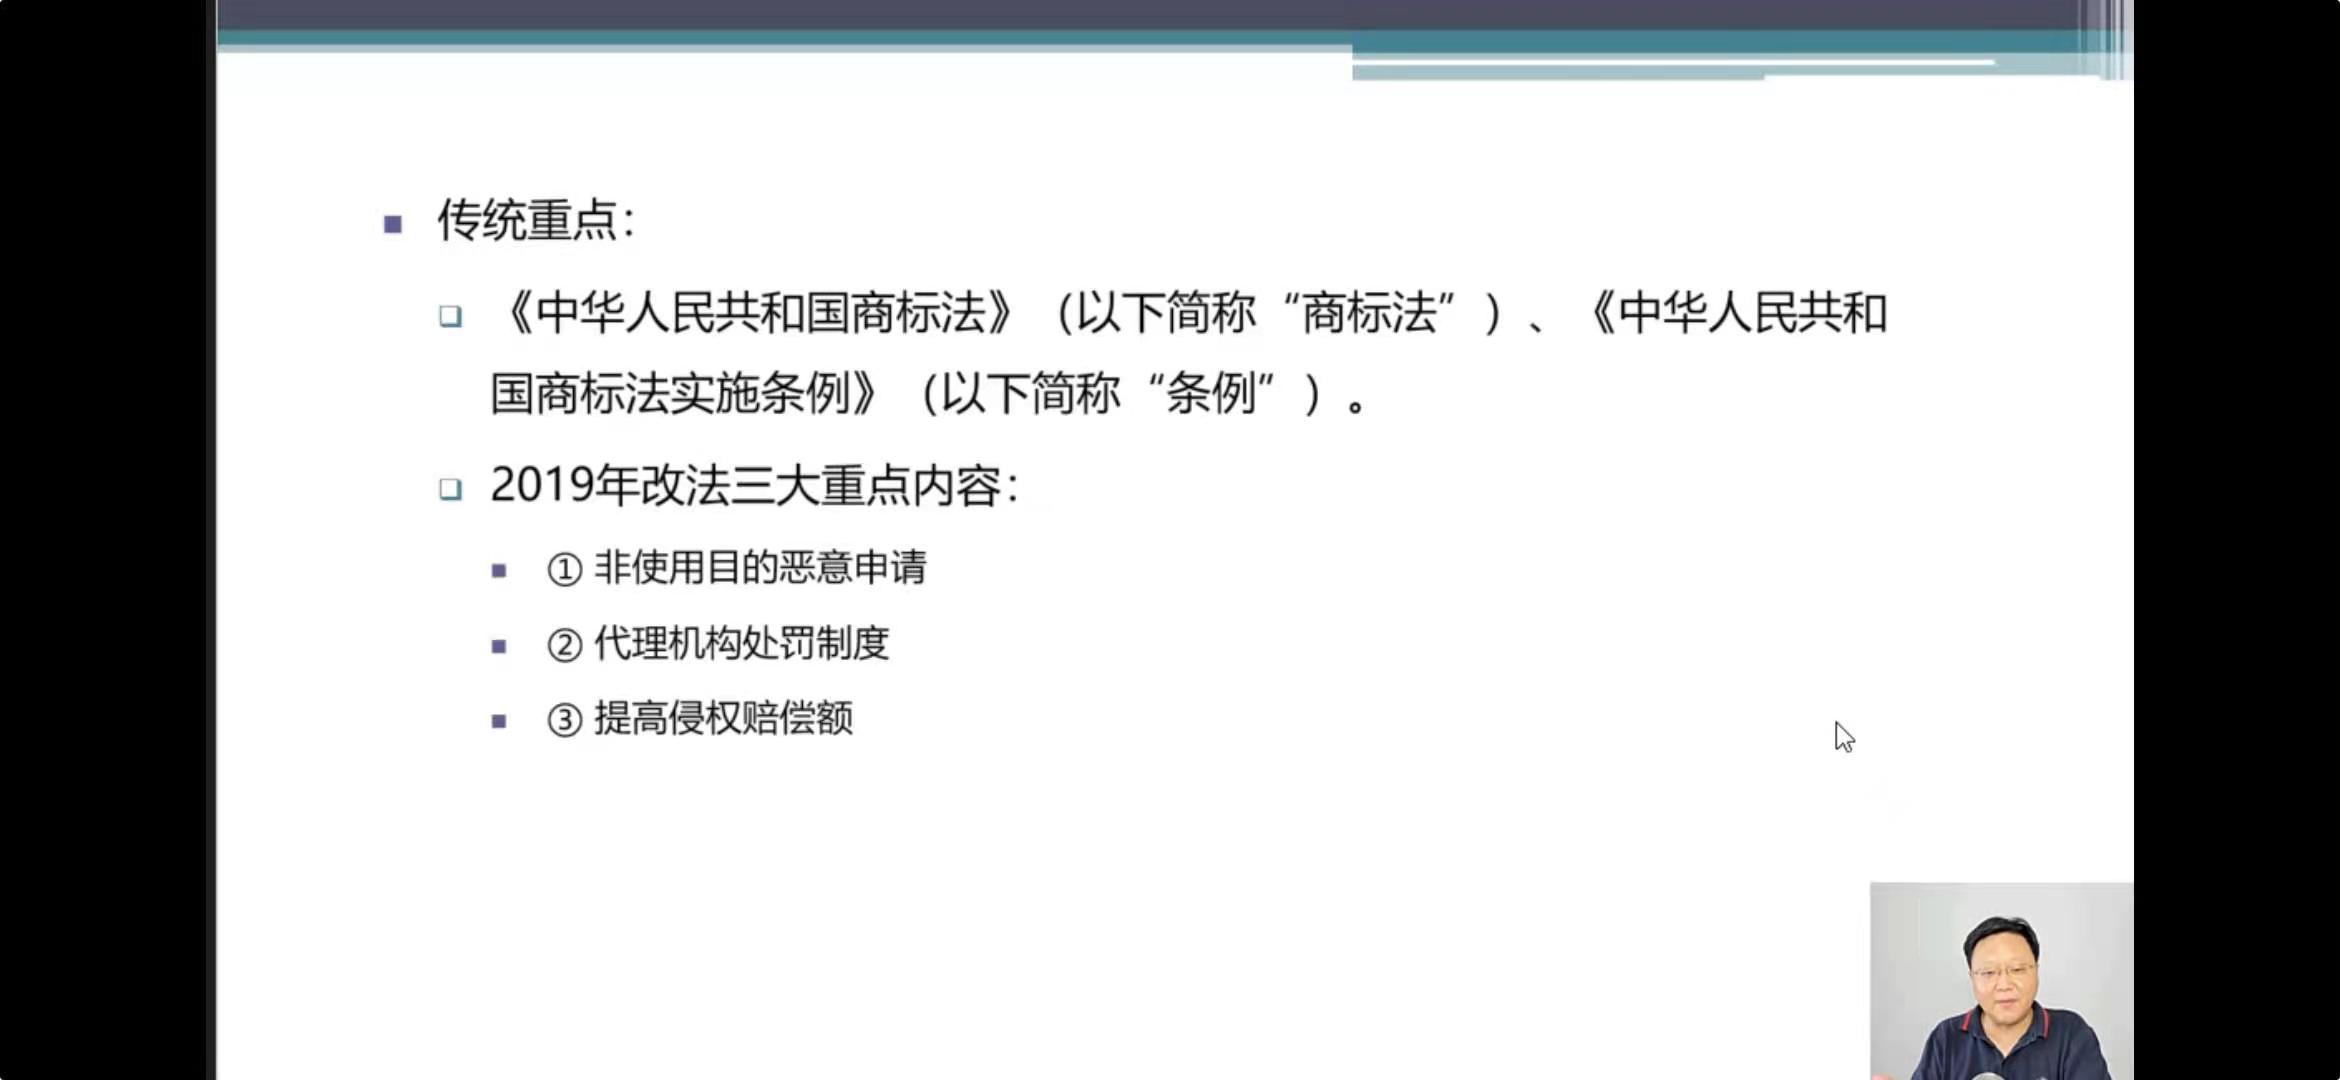 传统重点：
《中华人民共和国商标法》（以下简称“商标法”）、《中华人民共和
国商标法实施条例》（以下简称“条例”）。
2019年改法三大重点内容：
① 非使用目的恶意申请
② 代理机构处罚制度
③ 提高侵权赔偿额